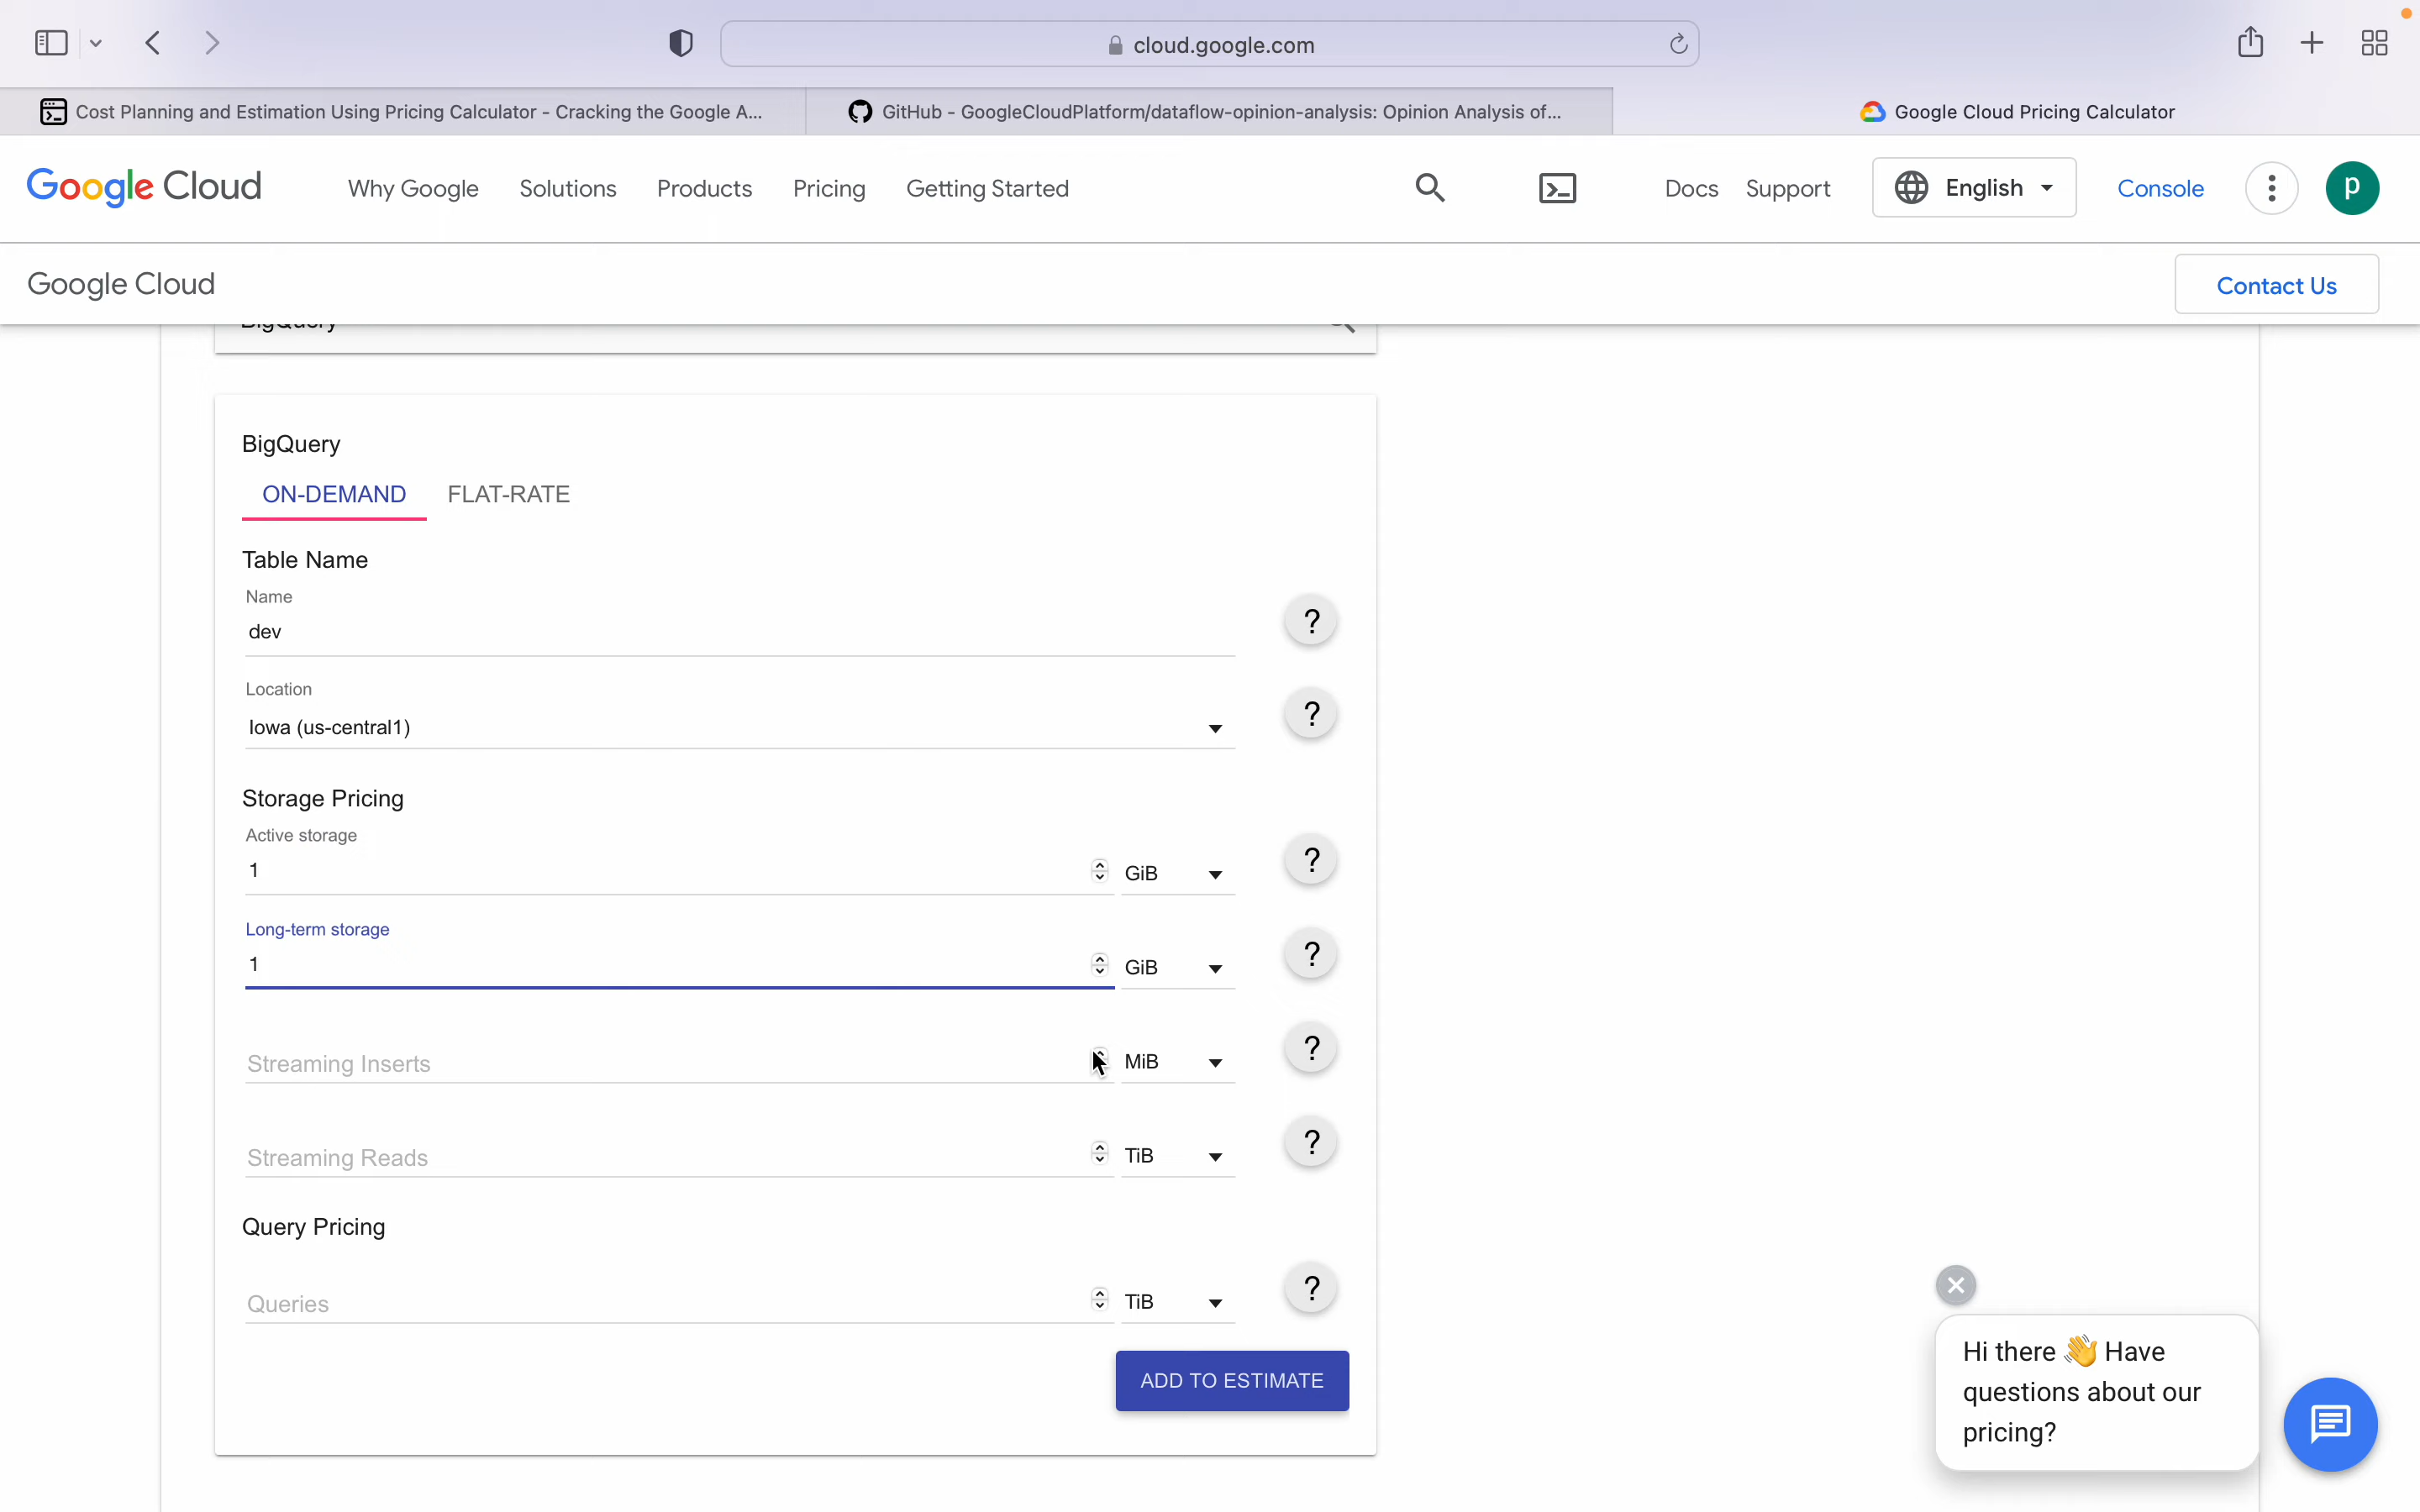 cloud.google.com
Cost Planning and Estimation Using Pricing Calculator - Cracking the Google A...
GitHub - GoogleCloudPlatform/dataflow-opinion-analysis: Opinion Analysis of...
Google Cloud Pricing Calculator
Google Cloud
Why Google
Solutions
Products
Pricing
Getting Started
Docs
Support
English
Console
p
Google Cloud
Contact Us
BigQuery
BigQuery
ON-DEMAND
FLAT-RATE
Table Name
Name
dev
?
Location
Iowa (us-central1)
?
Storage Pricing
Active storage
1
GiB
?
Long-term storage
1
GiB
?
Streaming Inserts
MiB
?
Streaming Reads
TiB
?
Query Pricing
Queries
TiB
?
ADD TO ESTIMATE
Hi there 👋 Have
questions about our
pricing?